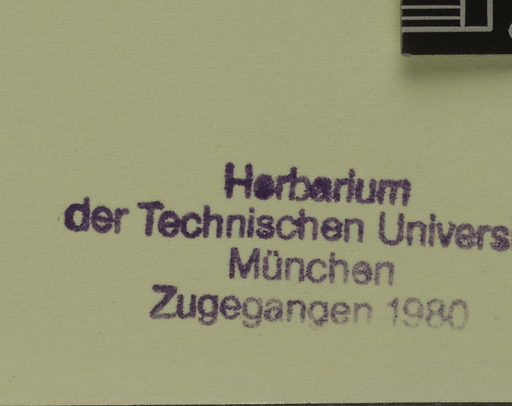 Herbarium
der Technischen Univers
München
Zugegangen 1980